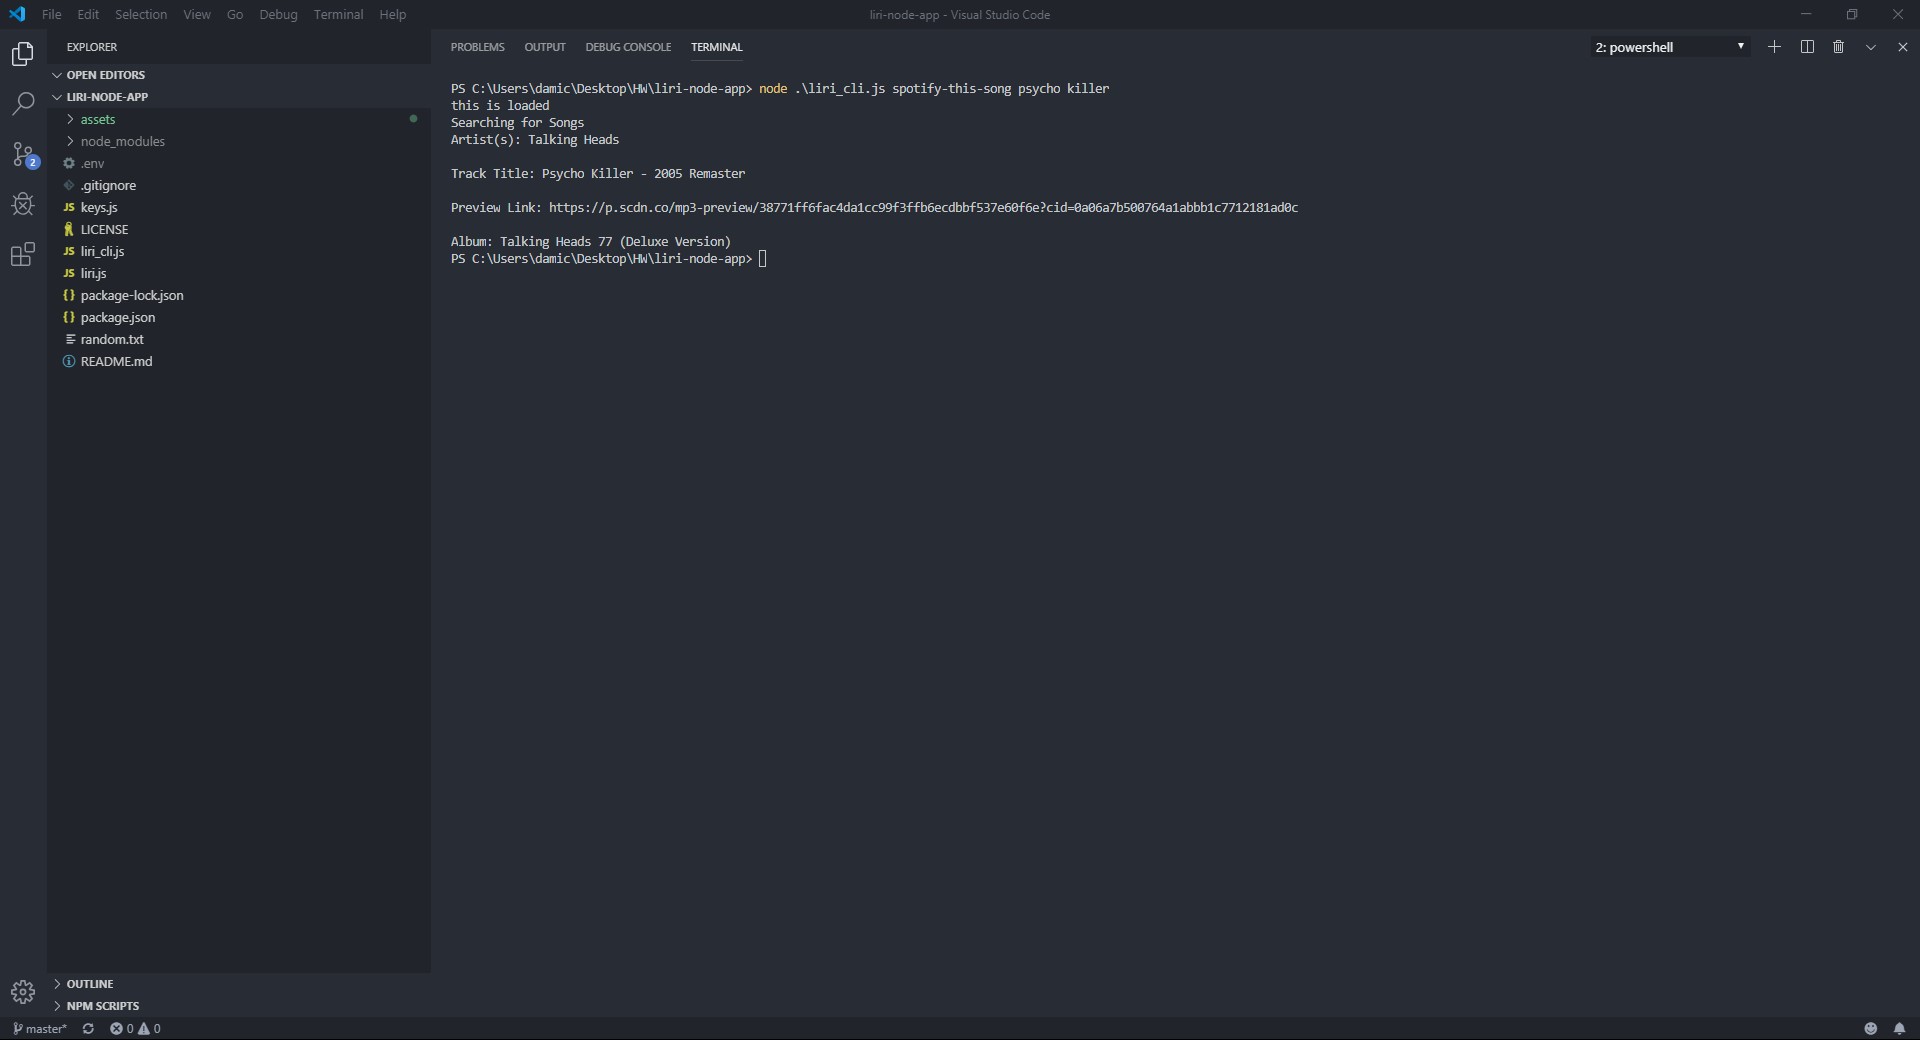 File Edit Selection View Go Debug Terminal Help
liri-node-app - Visual Studio Code
EXPLORER
OPEN EDITORS
LIRI-NODE-APP
assets
node_modules
.env
.gitignore
JS keys.js
LICENSE
JS liri_cli.js
JS liri.js
{} package-lock.json
{} package.json
random.txt
README.md
OUTLINE
NPM SCRIPTS
2
PROBLEMS OUTPUT DEBUG CONSOLE TERMINAL
2: powershell
PS C:\Users\damic\Desktop\HW\liri-node-app> node .\liri_cli.js spotify-this-song psycho killer
this is loaded
Searching for Songs
Artist(s): Talking Heads
Track Title: Psycho Killer - 2005 Remaster
Preview Link: https://p.scdn.co/mp3-preview/38771ff6fac4da1cc99f3ffb6ecdbbf537e60f6e?cid=0a06a7b500764a1abbb1c7712181ad0c
Album: Talking Heads 77 (Deluxe Version)
PS C:\Users\damic\Desktop\HW\liri-node-app>
master* 0 0